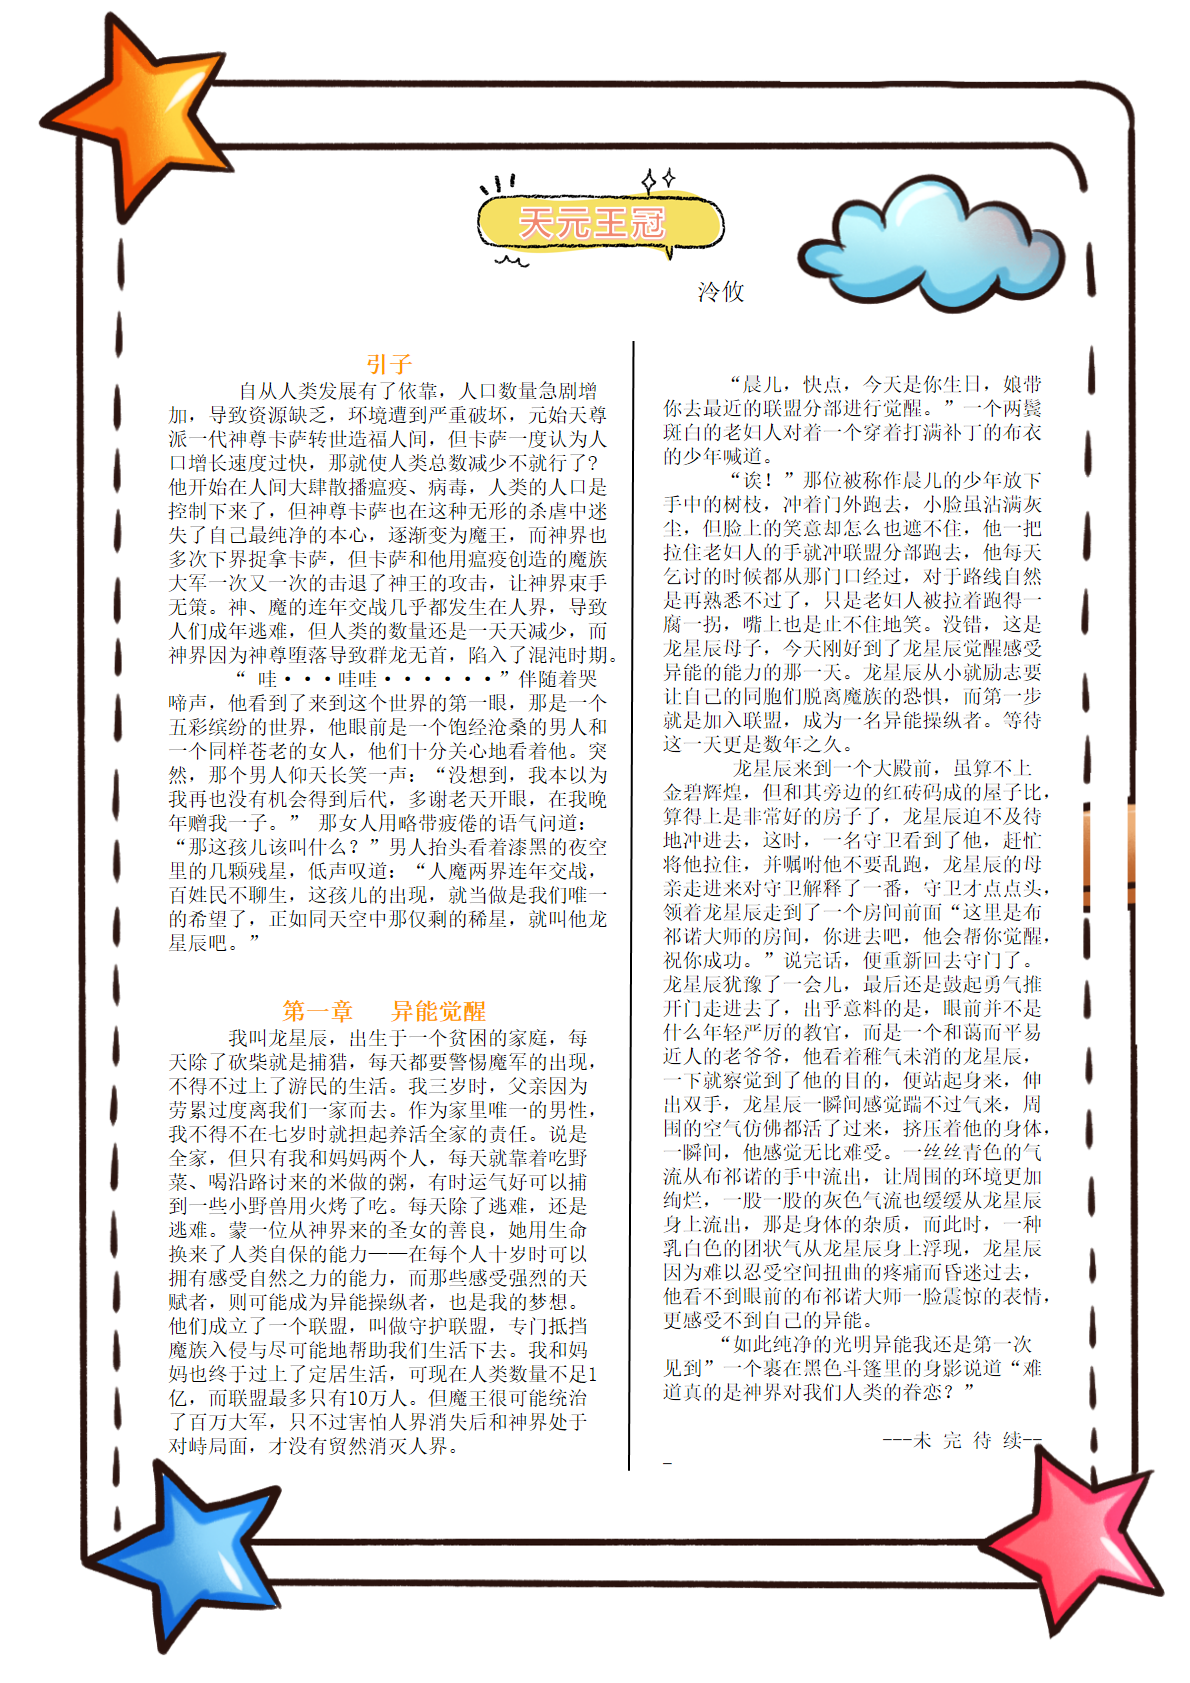 天元王冠
泠攸
引子
自从人类发展有了依靠，人口数量急剧增
加，导致资源缺乏，环境遭到严重破坏，元始天尊
派一代神尊卡萨转世造福人间，但卡萨一度认为人
口增长速度过快，那就使人类总数减少不就行了?
他开始在人间大肆散播瘟疫、病毒，人类的人口是
控制下来了，但神尊卡萨也在这种无形的杀虐中迷
失了自己最纯净的本心，逐渐变为魔王，而神界也
多次下界捉拿卡萨，但卡萨和他用瘟疫创造的魔族
大军一次又一次的击退了神王的攻击，让神界束手
无策。神、魔的连年交战几乎都发生在人界，导致
人们成年逃难，但人类的数量还是一天天减少，而
神界因为神尊堕落导致群龙无首，陷入了混沌时期。
“ 哇···哇哇······”伴随着哭
啼声，他看到了来到这个世界的第一眼，那是一个
五彩缤纷的世界，他眼前是一个饱经沧桑的男人和
一个同样苍老的女人，他们十分关心地看着他。突
然，那个男人仰天长笑一声：“没想到，我本以为
我再也没有机会得到后代，多谢老天开眼，在我晚
年赠我一子。” 那女人用略带疲倦的语气问道：
“那这孩儿该叫什么？”男人抬头看着漆黑的夜空
里的几颗残星，低声叹道：“人魔两界连年交战，
百姓民不聊生，这孩儿的出现，就当做是我们唯一
的希望了，正如同天空中那仅剩的稀星，就叫他龙
星辰吧。”
第一章 异能觉醒
我叫龙星辰，出生于一个贫困的家庭，每
天除了砍柴就是捕猎，每天都要警惕魔军的出现，
不得不过上了游民的生活。我三岁时，父亲因为
劳累过度离我们一家而去。作为家里唯一的男性，
我不得不在七岁时就担起养活全家的责任。说是
全家，但只有我和妈妈两个人，每天就靠着吃野
菜、喝沿路讨来的米做的粥，有时运气好可以捕
到一些小野兽用火烤了吃。每天除了逃难，还是
逃难。蒙一位从神界来的圣女的善良，她用生命
换来了人类自保的能力——在每个人十岁时可以
拥有感受自然之力的能力，而那些感受强烈的天
赋者，则可能成为异能操纵者，也是我的梦想。
他们成立了一个联盟，叫做守护联盟，专门抵挡
魔族入侵与尽可能地帮助我们生活下去。我和妈
妈也终于过上了定居生活，可现在人类数量不足1
亿，而联盟最多只有10万人。但魔王很可能统治
了百万大军，只不过害怕人界消失后和神界处于
对峙局面，才没有贸然消灭人界。
“晨儿，快点，今天是你生日，娘带
你去最近的联盟分部进行觉醒。”一个两鬓
斑白的老妇人对着一个穿着打满补丁的布衣
的少年喊道。
“诶！”那位被称作晨儿的少年放下
手中的树枝，冲着门外跑去，小脸虽沾满灰
尘，但脸上的笑意却怎么也遮不住，他一把
拉住老妇人的手就冲联盟分部跑去，他每天
乞讨的时候都从那门口经过，对于路线自然
是再熟悉不过了，只是老妇人被拉着跑得一
腐一拐，嘴上也是止不住地笑。没错，这是
龙星辰母子，今天刚好到了龙星辰觉醒感受
异能的能力的那一天。龙星辰从小就励志要
让自己的同胞们脱离魔族的恐惧，而第一步
就是加入联盟，成为一名异能操纵者。等待
这一天更是数年之久。
龙星辰来到一个大殿前，虽算不上
金碧辉煌，但和其旁边的红砖码成的屋子比，
算得上是非常好的房子了，龙星辰迫不及待
地冲进去，这时，一名守卫看到了他，赶忙
将他拉住，并嘱咐他不要乱跑，龙星辰的母
亲走进来对守卫解释了一番，守卫才点点头，
领着龙星辰走到了一个房间前面“这里是布
祁诺大师的房间，你进去吧，他会帮你觉醒，
祝你成功。”说完话，便重新回去守门了。
龙星辰犹豫了一会儿，最后还是鼓起勇气推
开门走进去了，出乎意料的是，眼前并不是
什么年轻严厉的教官，而是一个和蔼而平易
近人的老爷爷，他看着稚气未消的龙星辰，
一下就察觉到了他的目的，便站起身来，伸
出双手，龙星辰一瞬间感觉踹不过气来，周
围的空气仿佛都活了过来，挤压着他的身体，
一瞬间，他感觉无比难受。一丝丝青色的气
流从布祁诺的手中流出，让周围的环境更加
绚烂，一股一股的灰色气流也缓缓从龙星辰
身上流出，那是身体的杂质，而此时，一种
乳白色的团状气从龙星辰身上浮现，龙星辰
因为难以忍受空间扭曲的疼痛而昏迷过去，
他看不到眼前的布祁诺大师一脸震惊的表情，
更感受不到自己的异能。
“如此纯净的光明异能我还是第一次
见到”一个裹在黑色斗篷里的身影说道“难
道真的是神界对我们人类的眷恋？”
---未 完 待 续--
-